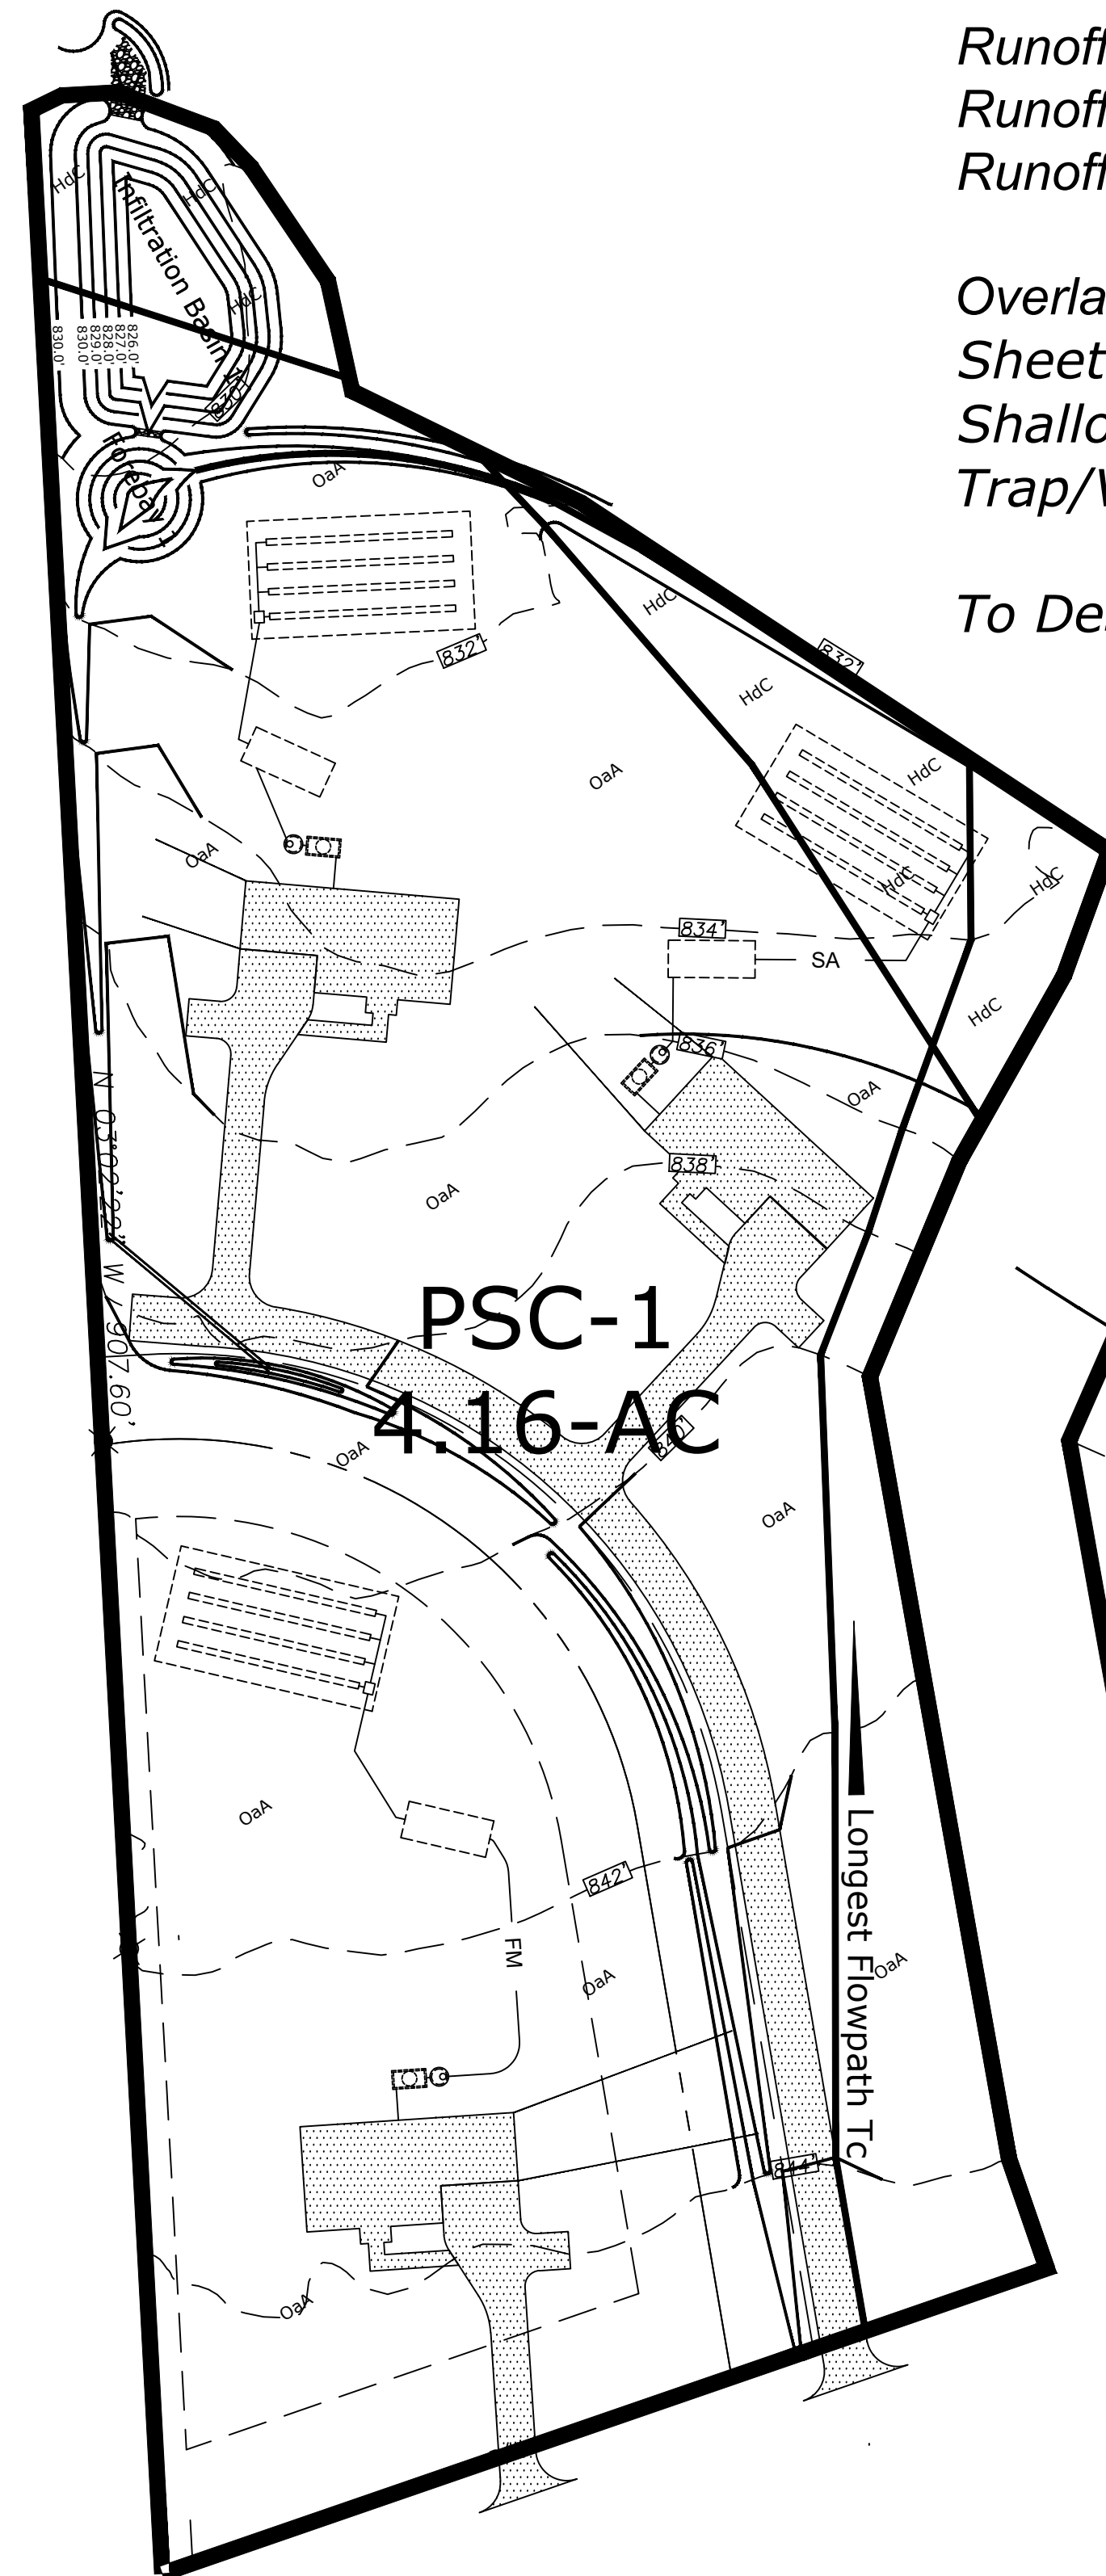 Runoff
Runoff
Runoff
Overla
Sheet
Shallo
Trap/
To De
HdC
HdC
Infiltration Basin
HdC
830.0'
830.0'
829.0'
828.0'
827.0'
826.0'
830'
Forebay 1
OaA
HdC
832'
832'
HdC
OaA
HdC
OaA
HdC
HdC
834'
SA
HdC
836'
OaA
N 03°02'22" W / 907.60'
838'
OaA
PSC-1
4.16-AC
840'
OaA
OaA
OaA
Longest Flowpath Tc
842'
FM
OaA
OaA
844'
OaA